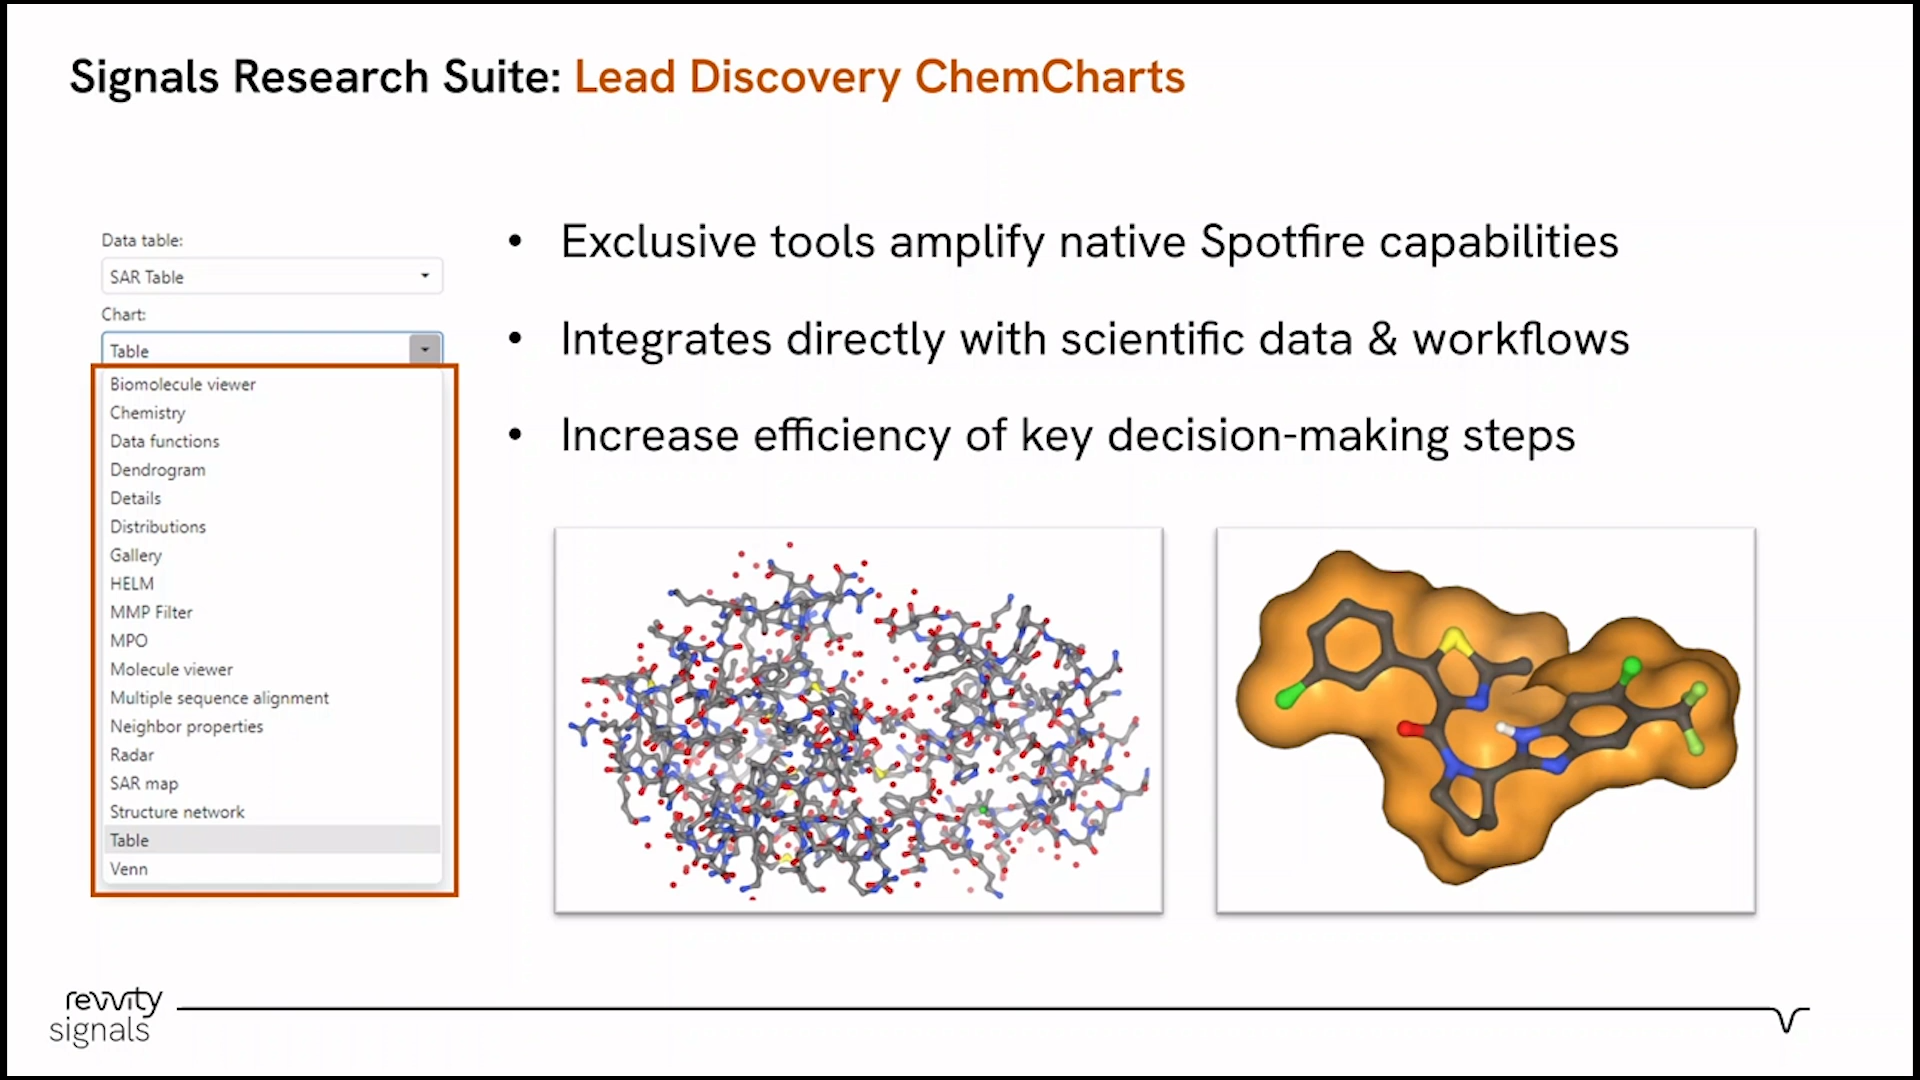 Signals Research Suite: Lead Discovery ChemCharts
Data table:
SAR Table
Chart:
Table
Biomolecule viewer
Chemistry
Data functions
Dendrogram
Details
Distributions
Gallery
HELM
MMP Filter
MPO
Molecule viewer
Multiple sequence alignment
Neighbor properties
Radar
SAR map
Structure network
Table
Venn
• Exclusive tools amplify native Spotfire capabilities
• Integrates directly with scientific data & workflows
• Increase efficiency of key decision-making steps
revvity
signals